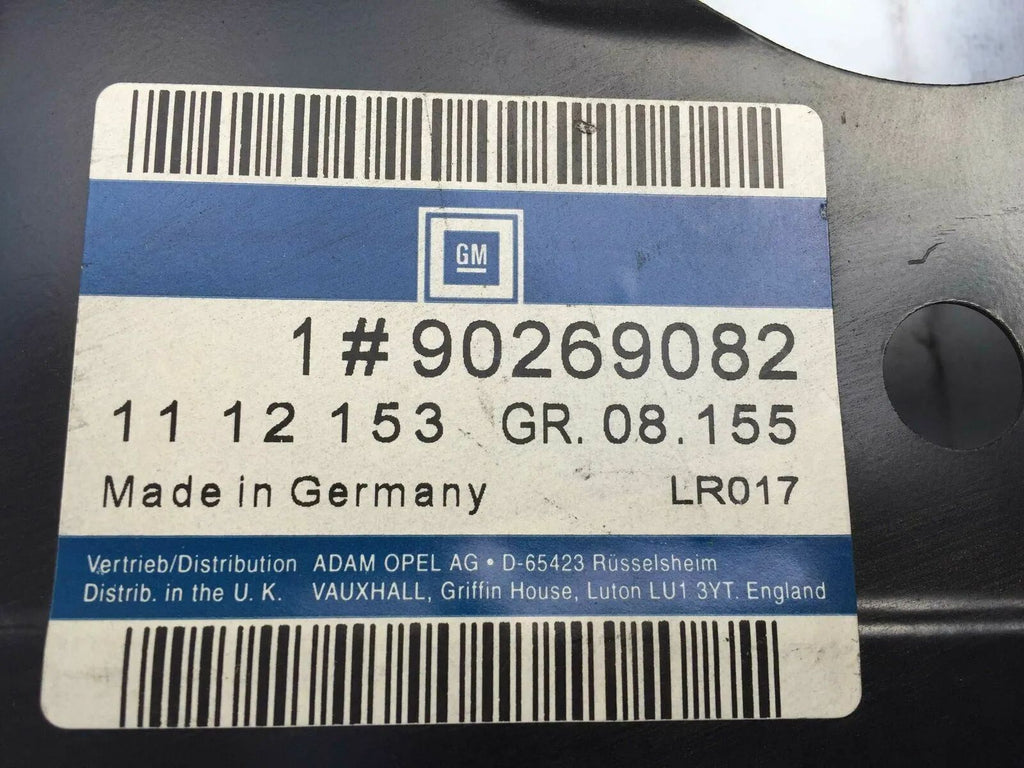 GM
1 # 90269082
11 12 153 GR. 08.155
Made in Germany LR017
Vertrieb/Distribution ADAM OPEL AG • D-65423 Rüsselsheim
Distrib. in the U. K. VAUXHALL, Griffin House, Luton LU1 3YT. England